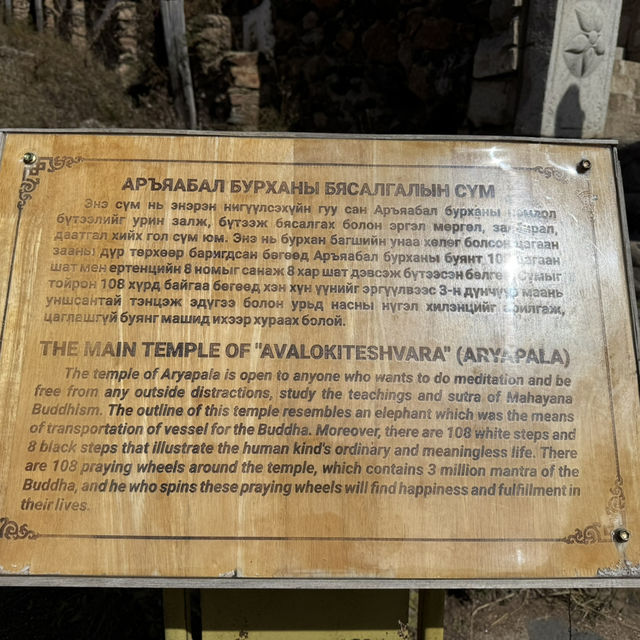 АРЪЯАБАЛ БУРХАНЫ БЯСАЛГАЛЫН СҮМ
Энэ сүм нь энэрэн нигүүлсэхүйн гуу сан Аръяабал бурханы номлол
бүтээлийг урин залж, бүтээж бясалгах болон эргэл мөргөл, залбирал,
даатгал хийх гол сүм юм. Энэ нь бурхан багшийн унаа хөлөг болсон цагаан
зааны дүр төрхөөр баригдсан бөгөөд Аръяабал бурханы буянт 108 цагаан
шат мөн ертөнцийн 8 номыг санаж 8 хар шат дэвсэж бүтээсэн бөлгөө. Сүмыг
тойрон 108 хүрд байгаа бөгөөд хэн хүн үүнийг эргүүлвээс 3-н дүнчүүр маань
уншсантай тэнцэж эдүгээ болон урьд насны нүгэл хилэнцийг арилгаж,
цаглашгүй буянг машид ихээр хураах болой.
THE MAIN TEMPLE OF "AVALOKITESHVARA" (ARYAPALA)
The temple of Aryapala is open to anyone who wants to do meditation and be
free from any outside distractions, study the teachings and sutra of Mahayana
Buddhism. The outline of this temple resembles an elephant which was the means
of transportation of vessel for the Buddha. Moreover, there are 108 white steps and
8 black steps that illustrate the human kind's ordinary and meaningless life. There
are 108 praying wheels around the temple, which contains 3 million mantra of the
Buddha, and he who spins these praying wheels will find happiness and fulfillment in
their lives.